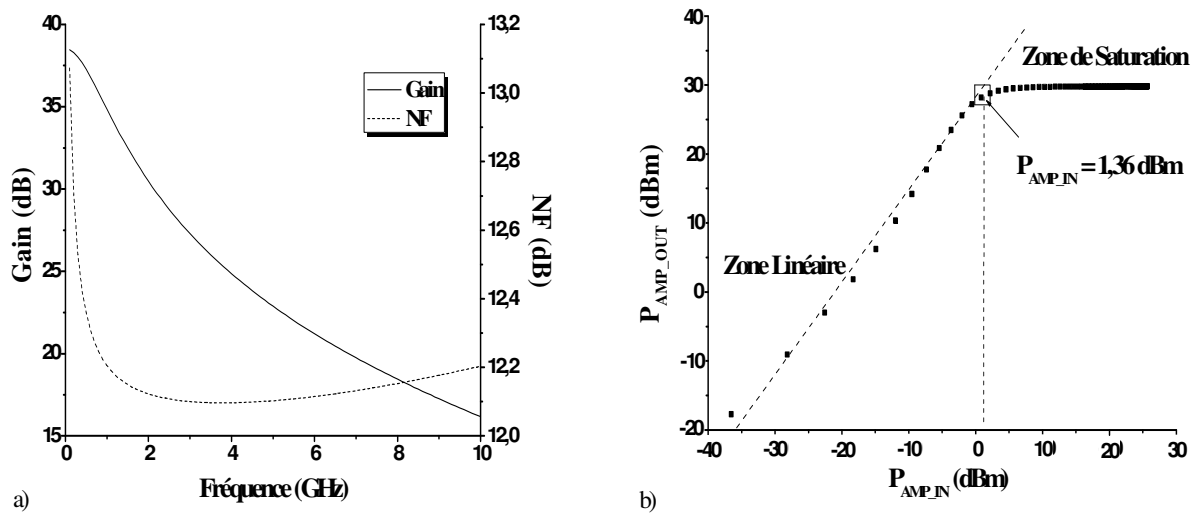 40
35
30
25
20
15
Gain (dB)
13,2
13,0
12,8
12,6
12,4
12,2
12,0
NF (dB)
Gain
NF
0
2
4
6
8
10
Fréquence (GHz)
a)
40
30
20
10
0
-10
-20
P_AMP_OUT (dBm)
Zone de Saturation
P_AMP_IN = 1,36 dBm
Zone Linéaire
-40
-30
-20
-10
0
10
20
30
P_AMP_IN (dBm)
b)